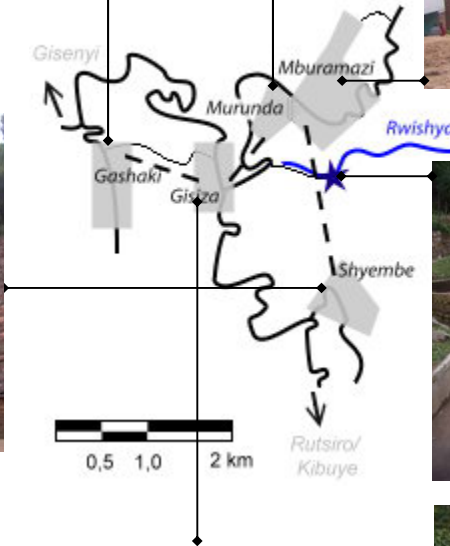 Gisenyi
Mburamazi
Murunda
Rwishya
Gashaki
Gisiza
Shyembe
0,5 1,0 2 km
Rutsiro/
Kibuye